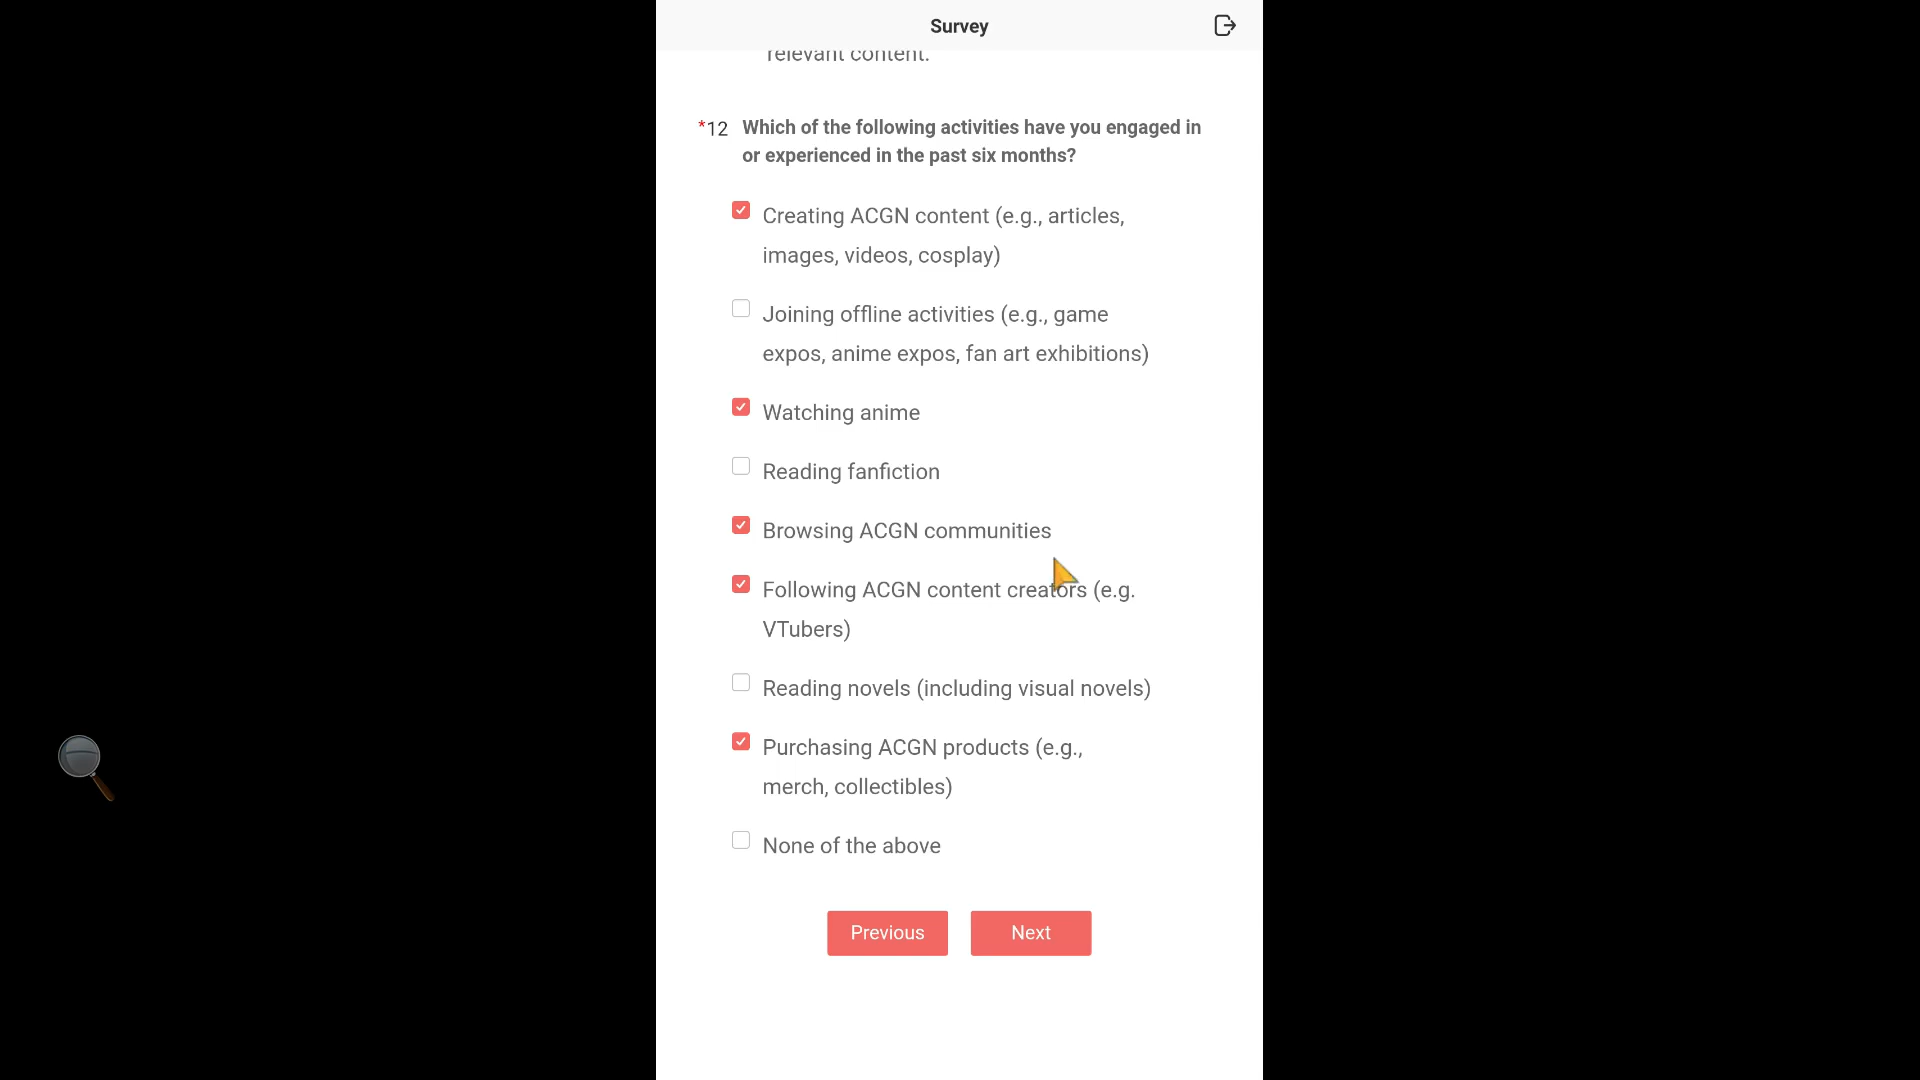 Survey
relevant content.
*12 Which of the following activities have you engaged in
or experienced in the past six months?
Creating ACGN content (e.g., articles,
images, videos, cosplay)
Joining offline activities (e.g., game
expos, anime expos, fan art exhibitions)
Watching anime
Reading fanfiction
Browsing ACGN communities
Following ACGN content creators (e.g.
VTubers)
Reading novels (including visual novels)
Purchasing ACGN products (e.g.,
merch, collectibles)
None of the above
Previous Next